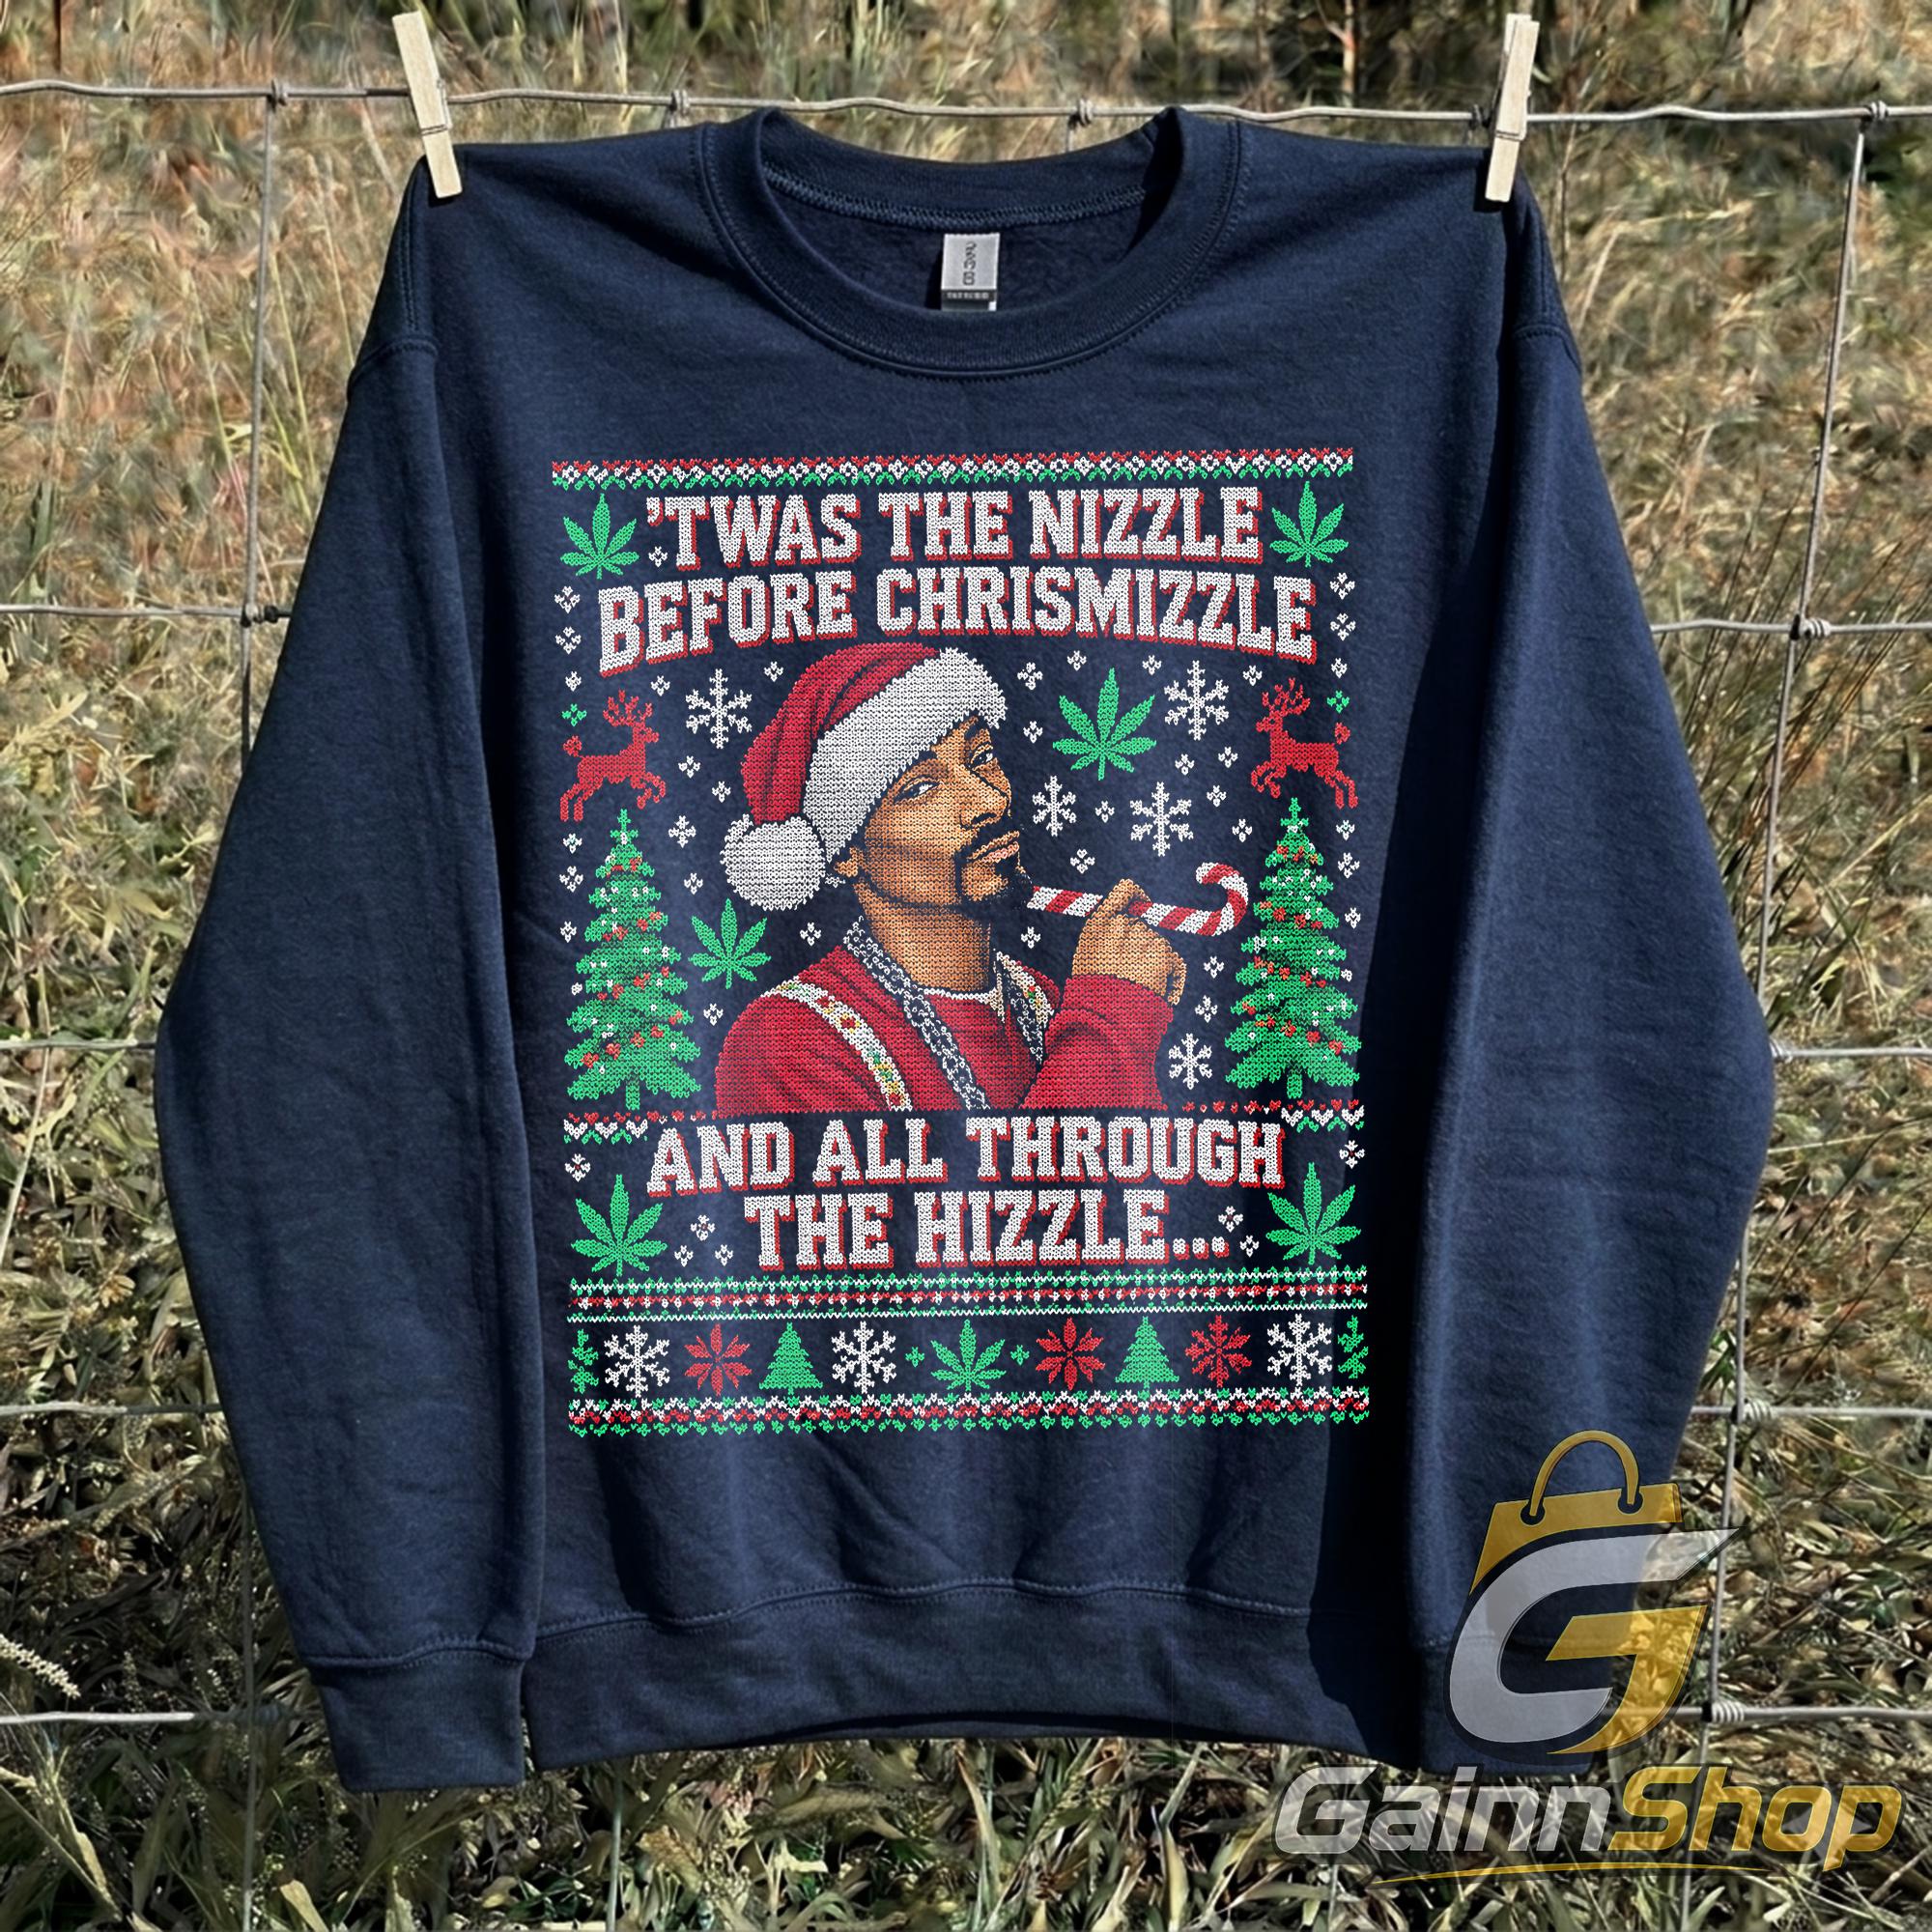 'TWAS THE NIZZLE
BEFORE CHRISMIZZLE
AND ALL THROUGH
THE HIZZLE...
GainnShop